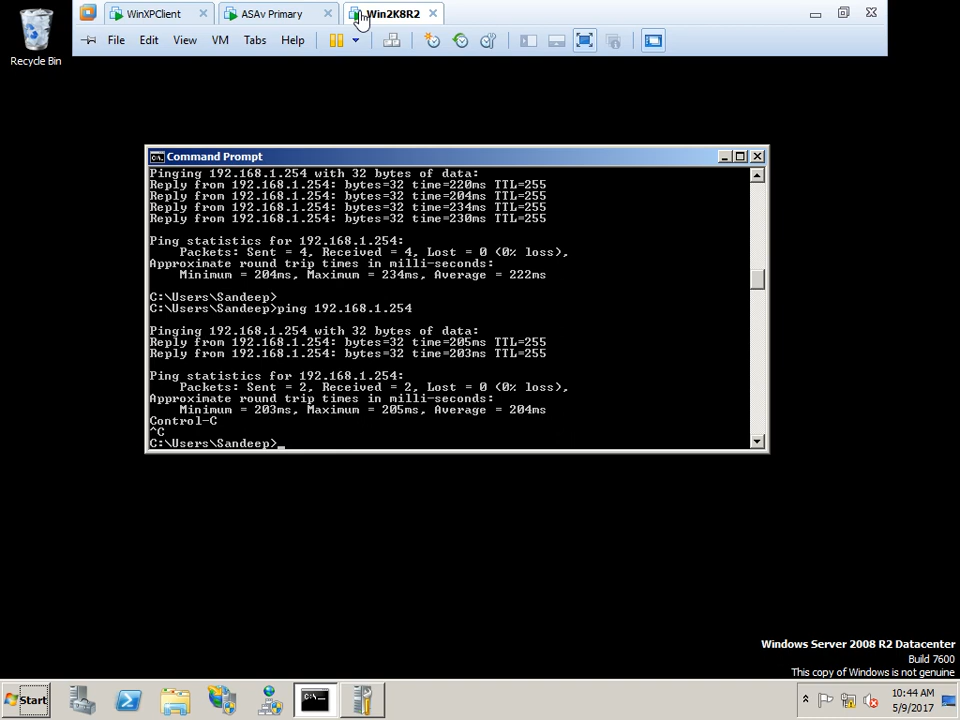 WinXPClient
ASAv Primary
Win2K8R2
File Edit View VM Tabs Help
Recycle Bin
Command Prompt
Pinging 192.168.1.254 with 32 bytes of data:
Reply from 192.168.1.254: bytes=32 time=220ms TTL=255
Reply from 192.168.1.254: bytes=32 time=204ms TTL=255
Reply from 192.168.1.254: bytes=32 time=234ms TTL=255
Reply from 192.168.1.254: bytes=32 time=230ms TTL=255
Ping statistics for 192.168.1.254:
Packets: Sent = 4, Received = 4, Lost = 0 (0% loss),
Approximate round trip times in milli-seconds:
Minimum = 204ms, Maximum = 234ms, Average = 222ms
C:\Users\Sandeep>
C:\Users\Sandeep>ping 192.168.1.254
Pinging 192.168.1.254 with 32 bytes of data:
Reply from 192.168.1.254: bytes=32 time=205ms TTL=255
Reply from 192.168.1.254: bytes=32 time=203ms TTL=255
Ping statistics for 192.168.1.254:
Packets: Sent = 2, Received = 2, Lost = 0 (0% loss),
Approximate round trip times in milli-seconds:
Minimum = 203ms, Maximum = 205ms, Average = 204ms
Control-C
^C
C:\Users\Sandeep>_
Windows Server 2008 R2 Datacenter
Build 7600
This copy of Windows is not genuine
Start
10:44 AM
5/9/2017